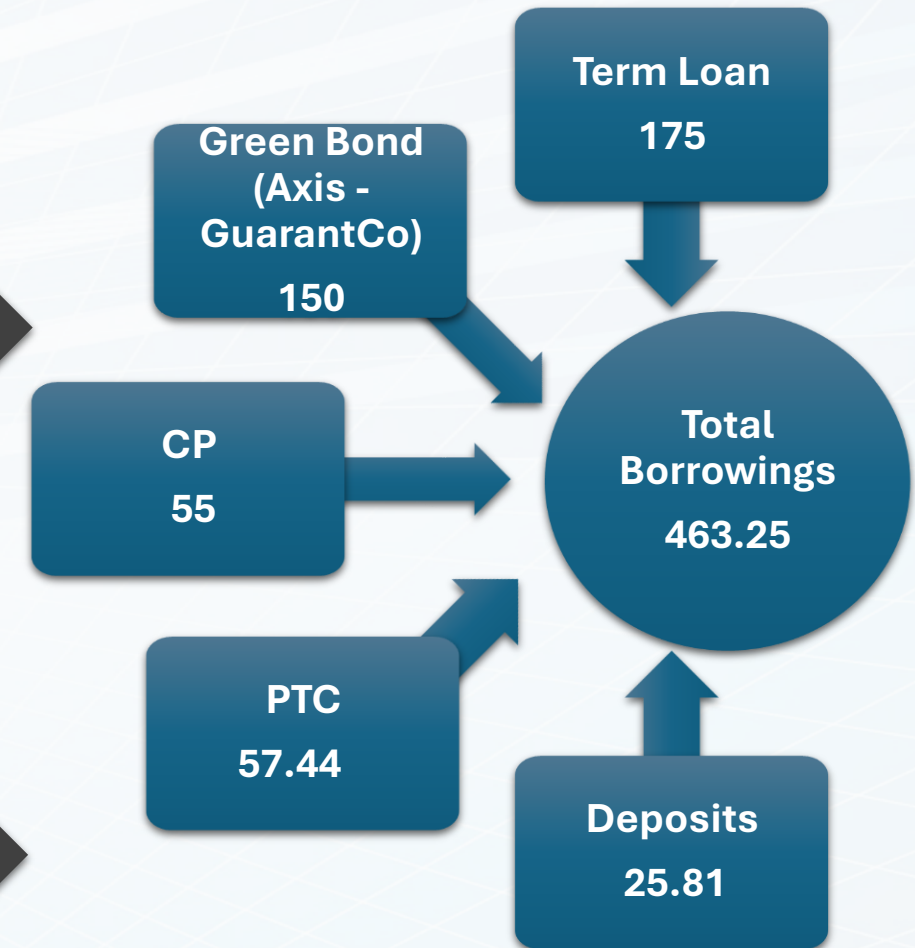 Term Loan
175
Green Bond
(Axis -
GuarantCo)
150
CP
55
Total
Borrowings
463.25
PTC
57.44
Deposits
25.81